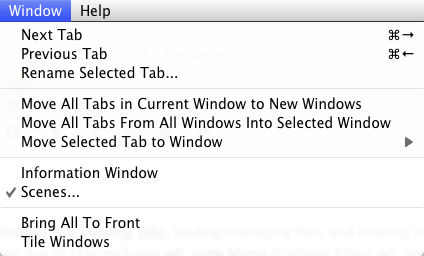 Window Help
Next Tab ⌘→
Previous Tab ⌘←
Rename Selected Tab...
Move All Tabs in Current Window to New Windows
Move All Tabs From All Windows Into Selected Window
Move Selected Tab to Window ▶
Information Window
✓ Scenes...
Bring All To Front
Tile Windows